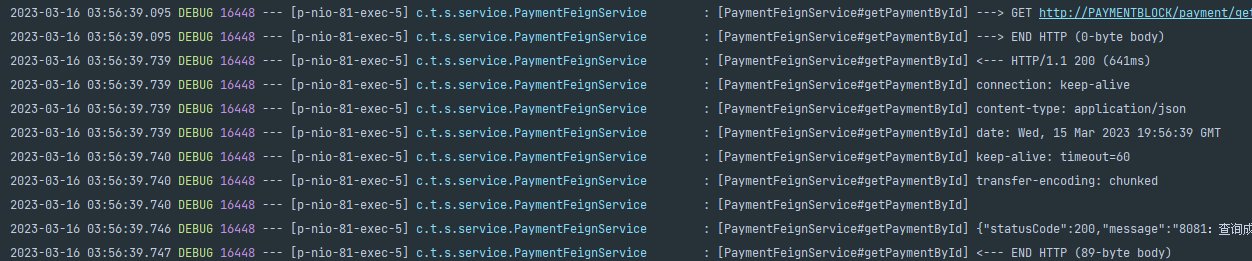 2023-03-16 03:56:39.095 DEBUG 16448 --- [p-nio-81-exec-5] c.t.s.service.PaymentFeignService : [PaymentFeignService#getPaymentById] ---> GET http://PAYMENTBLOCK/payment/get
2023-03-16 03:56:39.095 DEBUG 16448 --- [p-nio-81-exec-5] c.t.s.service.PaymentFeignService : [PaymentFeignService#getPaymentById] ---> END HTTP (0-byte body)
2023-03-16 03:56:39.739 DEBUG 16448 --- [p-nio-81-exec-5] c.t.s.service.PaymentFeignService : [PaymentFeignService#getPaymentById] <--- HTTP/1.1 200 (641ms)
2023-03-16 03:56:39.739 DEBUG 16448 --- [p-nio-81-exec-5] c.t.s.service.PaymentFeignService : [PaymentFeignService#getPaymentById] connection: keep-alive
2023-03-16 03:56:39.739 DEBUG 16448 --- [p-nio-81-exec-5] c.t.s.service.PaymentFeignService : [PaymentFeignService#getPaymentById] content-type: application/json
2023-03-16 03:56:39.739 DEBUG 16448 --- [p-nio-81-exec-5] c.t.s.service.PaymentFeignService : [PaymentFeignService#getPaymentById] date: Wed, 15 Mar 2023 19:56:39 GMT
2023-03-16 03:56:39.740 DEBUG 16448 --- [p-nio-81-exec-5] c.t.s.service.PaymentFeignService : [PaymentFeignService#getPaymentById] keep-alive: timeout=60
2023-03-16 03:56:39.740 DEBUG 16448 --- [p-nio-81-exec-5] c.t.s.service.PaymentFeignService : [PaymentFeignService#getPaymentById] transfer-encoding: chunked
2023-03-16 03:56:39.740 DEBUG 16448 --- [p-nio-81-exec-5] c.t.s.service.PaymentFeignService : [PaymentFeignService#getPaymentById]
2023-03-16 03:56:39.746 DEBUG 16448 --- [p-nio-81-exec-5] c.t.s.service.PaymentFeignService : [PaymentFeignService#getPaymentById] {"statusCode":200,"message":"8081：查询成
2023-03-16 03:56:39.747 DEBUG 16448 --- [p-nio-81-exec-5] c.t.s.service.PaymentFeignService : [PaymentFeignService#getPaymentById] <--- END HTTP (89-byte body)